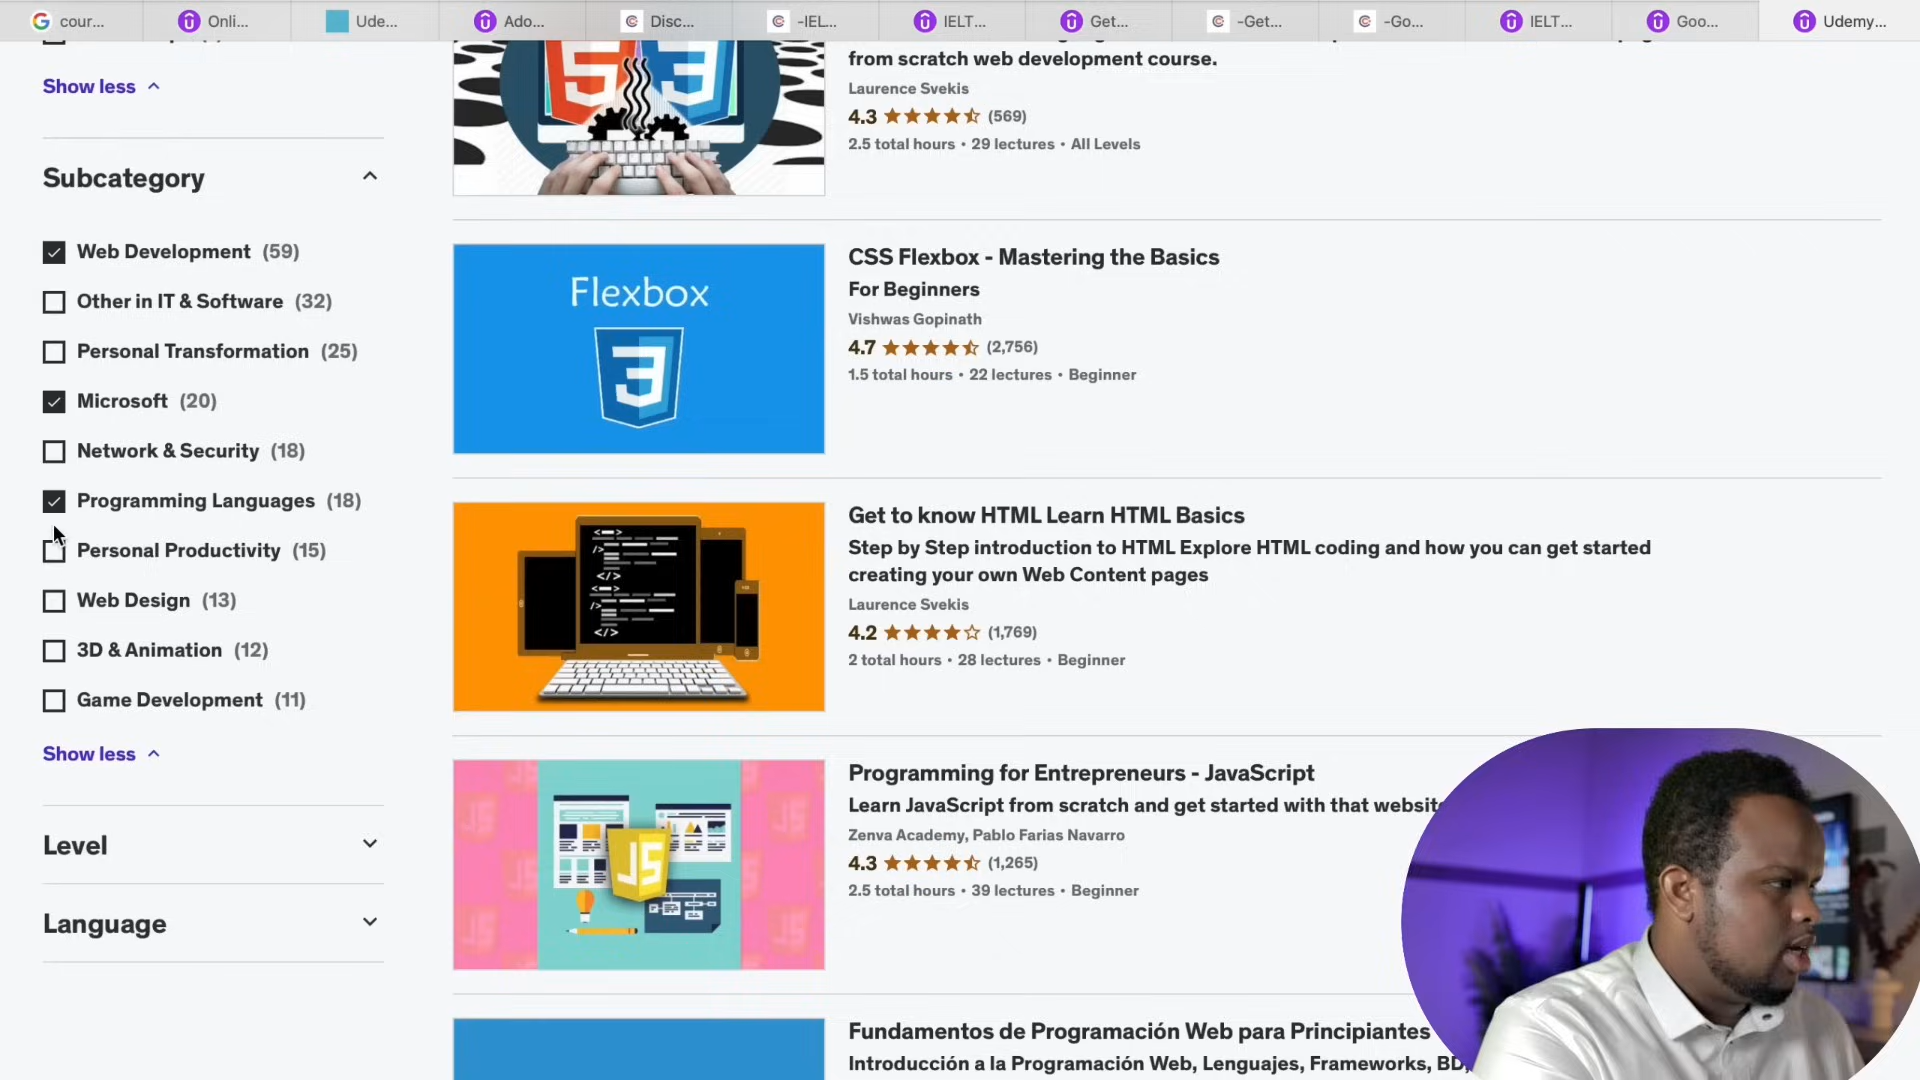 cour...
Onli...
Ude...
Ado...
Disc...
-IEL...
IELT...
Get...
-Get...
-Go...
IELT...
Goo...
Udemy...
Show less
Subcategory
Web Development (59)
Other in IT & Software (32)
Personal Transformation (25)
Microsoft (20)
Network & Security (18)
Programming Languages (18)
Personal Productivity (15)
Web Design (13)
3D & Animation (12)
Game Development (11)
Show less
Level
Language
from scratch web development course.
Laurence Svekis
4.3 (569)
2.5 total hours • 29 lectures • All Levels
Flexbox
3
CSS Flexbox - Mastering the Basics
For Beginners
Vishwas Gopinath
4.7 (2,756)
1.5 total hours • 22 lectures • Beginner
Get to know HTML Learn HTML Basics
Step by Step introduction to HTML Explore HTML coding and how you can get started
creating your own Web Content pages
Laurence Svekis
4.2 (1,769)
2 total hours • 28 lectures • Beginner
JS
Programming for Entrepreneurs - JavaScript
Learn JavaScript from scratch and get started with that website
Zenva Academy, Pablo Farias Navarro
4.3 (1,265)
2.5 total hours • 39 lectures • Beginner
Fundamentos de Programación Web para Principiantes
Introducción a la Programación Web, Lenguajes, Frameworks, BD,